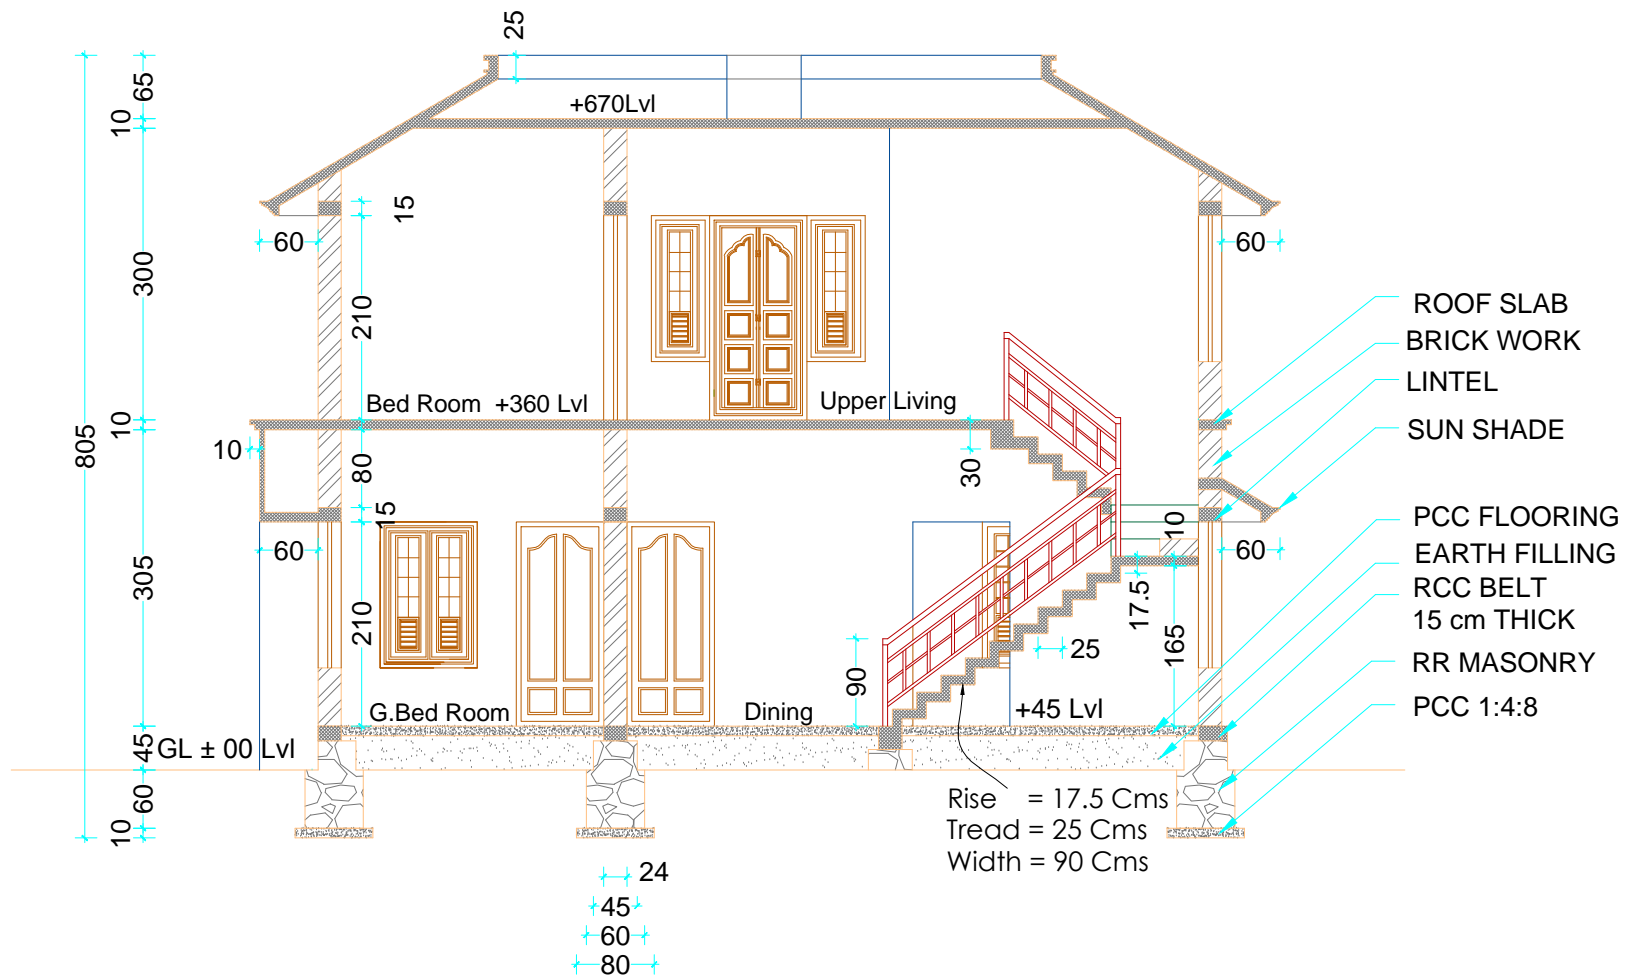 25
65
10
+670Lvl
15
60
60
300
210
ROOF SLAB
BRICK WORK
LINTEL
SUN SHADE
Bed Room +360 Lvl
Upper Living
10
805
10
80
30
15
10
60
60
305
210
17.5
25
165
90
PCC FLOORING
EARTH FILLING
RCC BELT
15 cm THICK
RR MASONRY
PCC 1:4:8
G.Bed Room
Dining
+45 Lvl
45
GL ± 00 Lvl
60
10
Rise = 17.5 Cms
Tread = 25 Cms
Width = 90 Cms
24
45
60
80